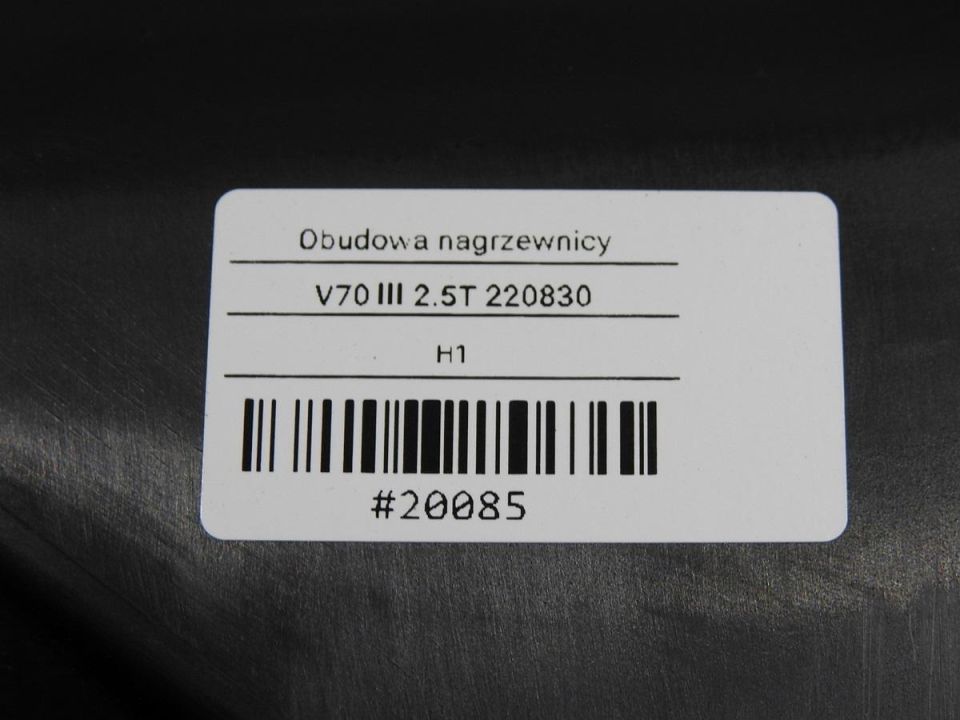 Obudowa nagrzewnicy
V70 III 2.5T 220830
H1
#20085